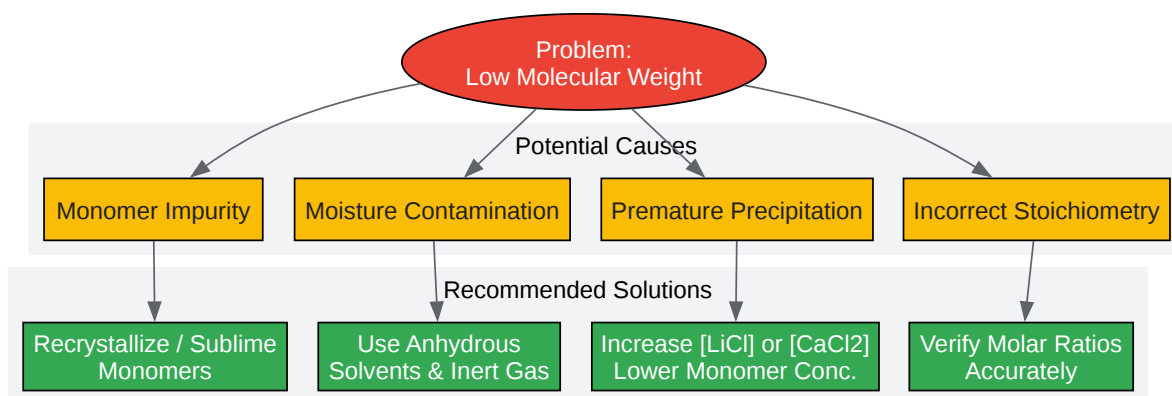 Problem:
Low Molecular Weight
Potential Causes
Monomer Impurity
Moisture Contamination
Premature Precipitation
Incorrect Stoichiometry
Recommended Solutions
Recrystallize / Sublime
Monomers
Use Anhydrous
Solvents & Inert Gas
Increase [LiCl] or [CaCl2]
Lower Monomer Conc.
Verify Molar Ratios
Accurately